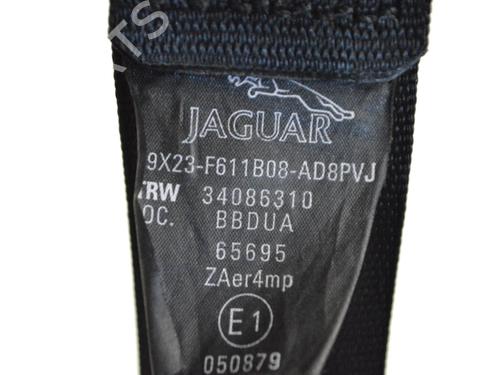 JAGUAR
9X23-F611B08-AD8PVJ
TRW 34086310
OC. BBDUA
65695
ZAer4mp
E1
050879